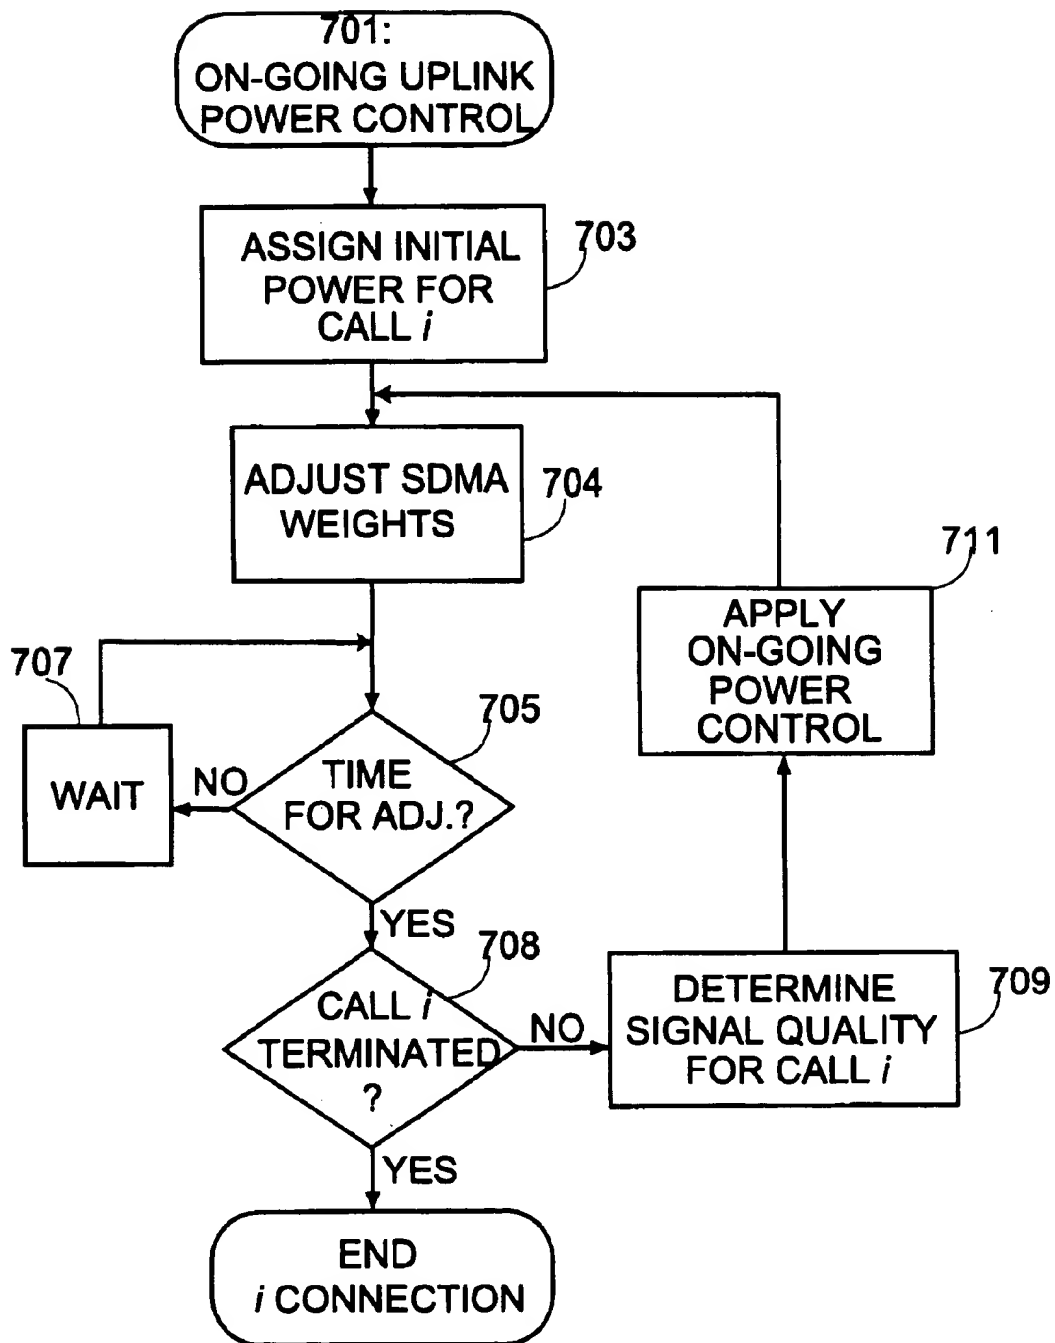 701:
ON-GOING UPLINK
POWER CONTROL
ASSIGN INITIAL
POWER FOR
CALL i
703
ADJUST SDMA
WEIGHTS
704
711
APPLY
ON-GOING
POWER
CONTROL
707
WAIT
NO
705
TIME
FOR ADJ.?
YES
708
CALL i
TERMINATED
?
NO
DETERMINE
SIGNAL QUALITY
FOR CALL i
709
YES
END
i CONNECTION